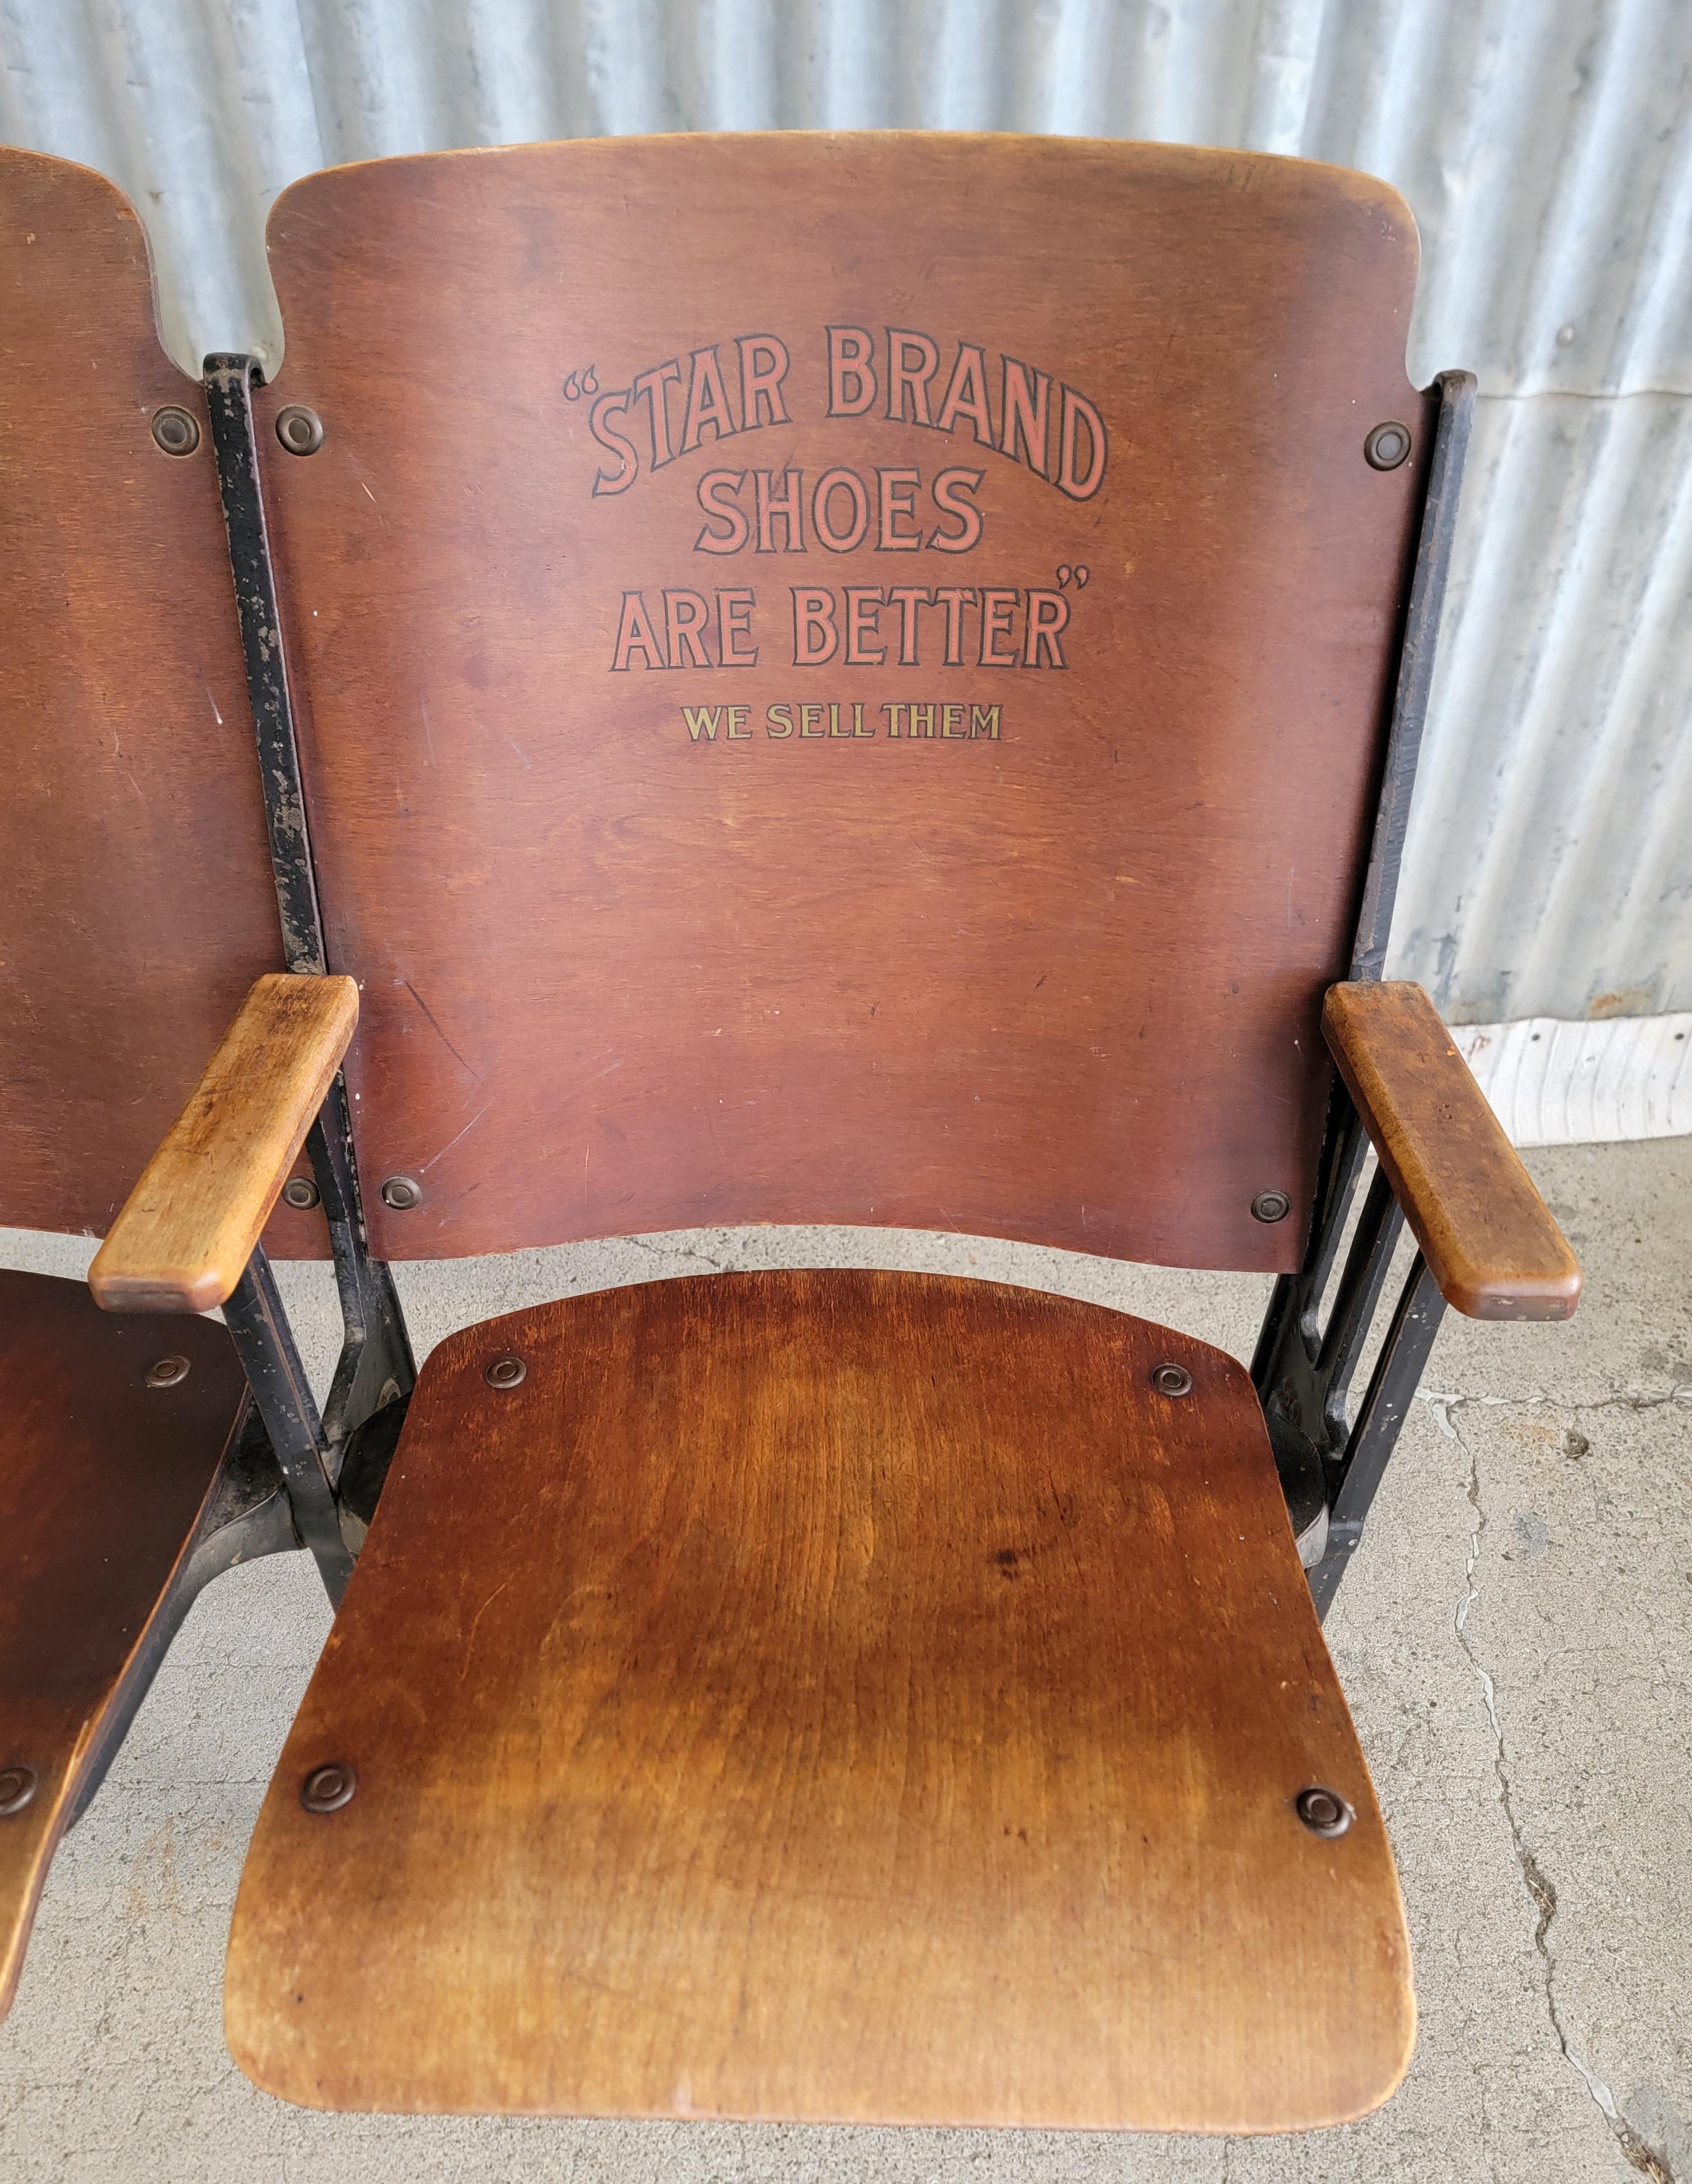 “STAR BRAND
SHOES
ARE BETTER”
WE SELL THEM